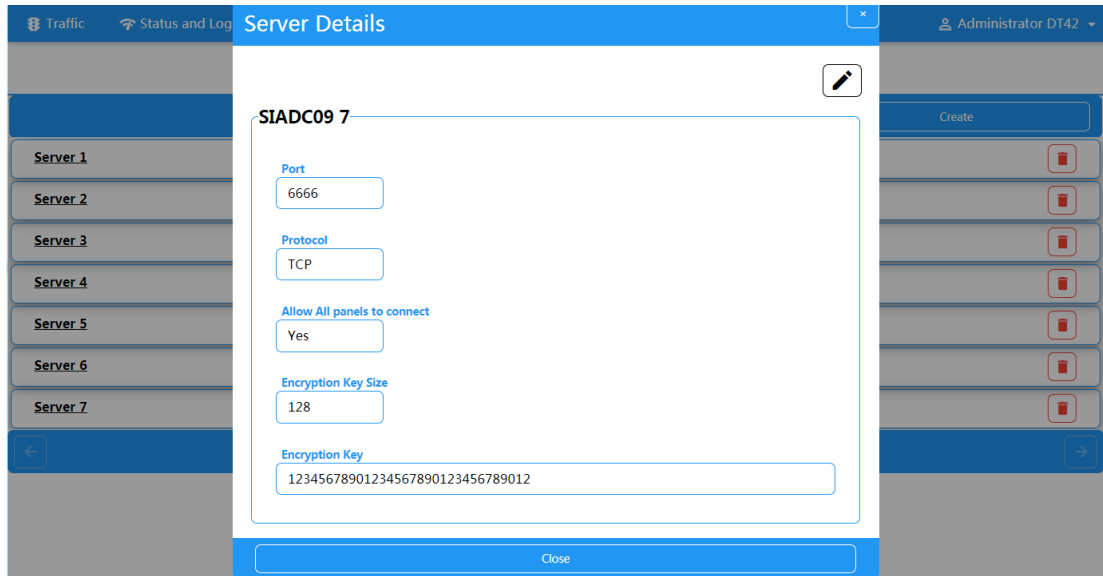 Traffic
Status and Log
Server Details
×
Administrator DT42
SIADC09 7
Create
Server 1
Server 2
Server 3
Server 4
Server 5
Server 6
Server 7
Port
6666
Protocol
TCP
Allow All panels to connect
Yes
Encryption Key Size
128
Encryption Key
12345678901234567890123456789012
Close